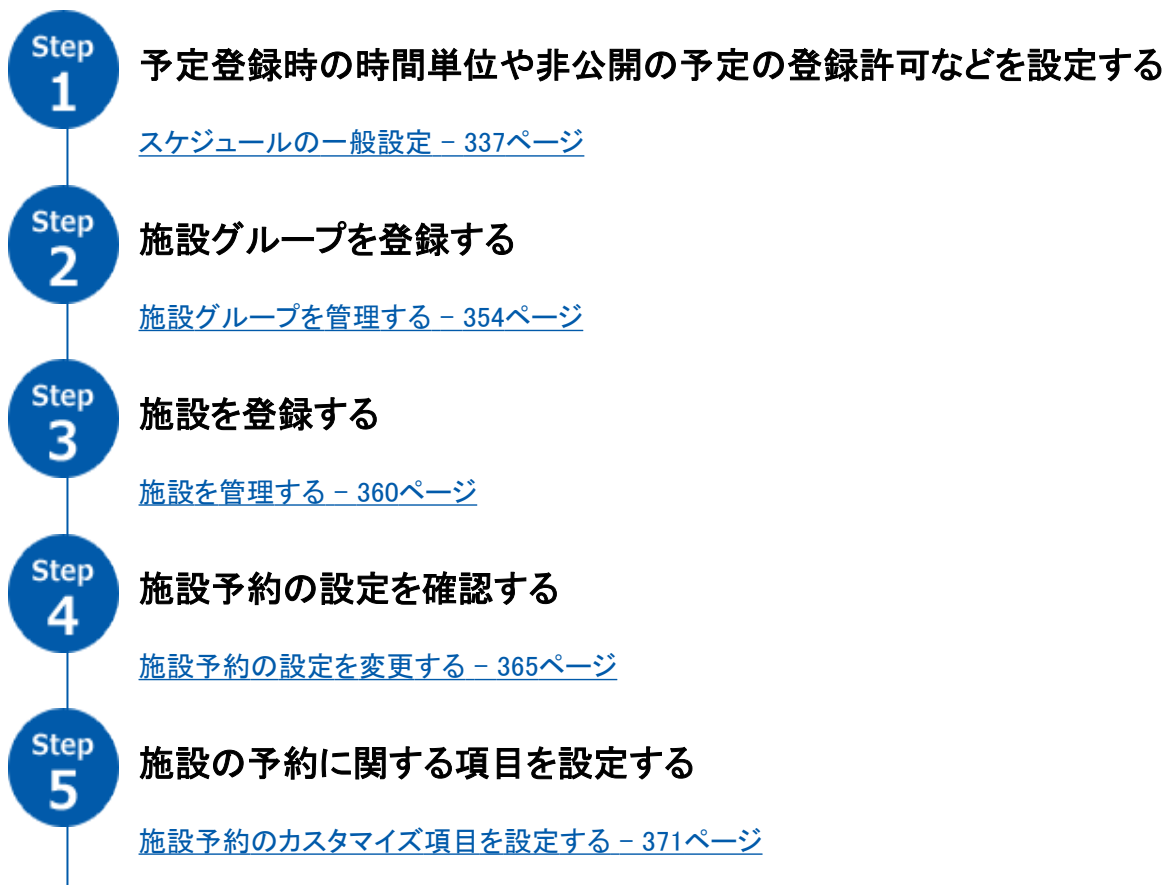 Step
1
予定登録時の時間単位や非公開の予定の登録許可などを設定する
スケジュールの一般設定 − 337ページ
Step
2
施設グループを登録する
施設グループを管理する − 354ページ
Step
3
施設を登録する
施設を管理する − 360ページ
Step
4
施設予約の設定を確認する
施設予約の設定を変更する − 365ページ
Step
5
施設の予約に関する項目を設定する
施設予約のカスタマイズ項目を設定する − 371ページ